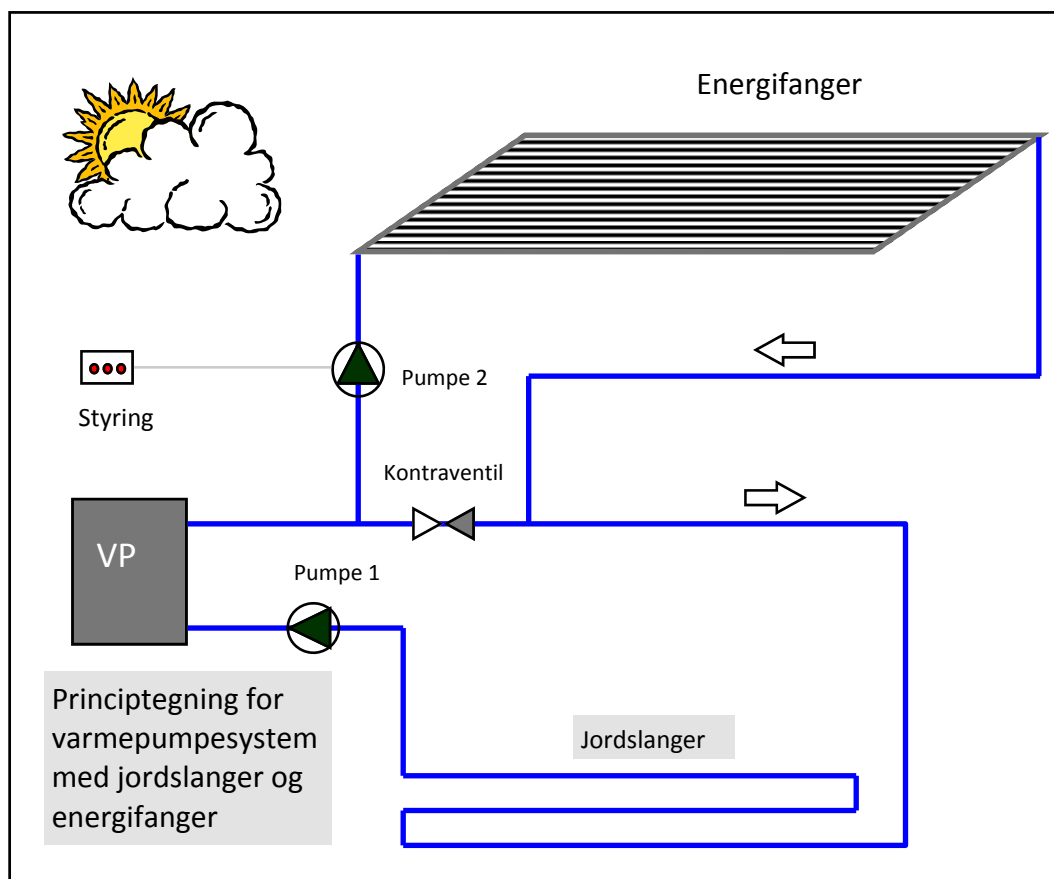 Energifanger
Pumpe 2
Styring
Kontraventil
VP
Pumpe 1
Principtegning for
varmepumpesystem
med jordslanger og
energifanger
Jordslanger